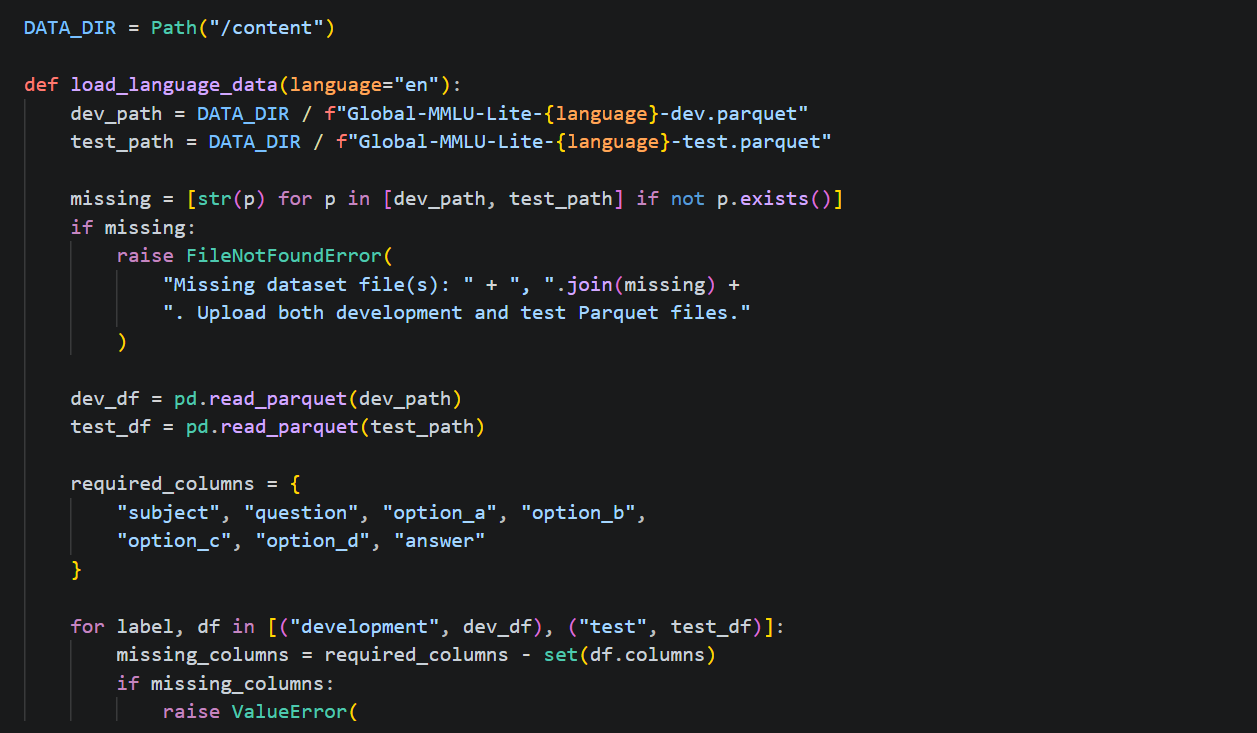 DATA_DIR = Path("/content")
def load_language_data(language="en"):
    dev_path = DATA_DIR / f"Global-MMLU-Lite-{language}-dev.parquet"
    test_path = DATA_DIR / f"Global-MMLU-Lite-{language}-test.parquet"
    missing = [str(p) for p in [dev_path, test_path] if not p.exists()]
    if missing:
        raise FileNotFoundError(
            "Missing dataset file(s): " + ", ".join(missing) +
            ". Upload both development and test Parquet files."
        )
    dev_df = pd.read_parquet(dev_path)
    test_df = pd.read_parquet(test_path)
    required_columns = {
        "subject", "question", "option_a", "option_b",
        "option_c", "option_d", "answer"
    }
    for label, df in [("development", dev_df), ("test", test_df)]:
        missing_columns = required_columns - set(df.columns)
        if missing_columns:
            raise ValueError(